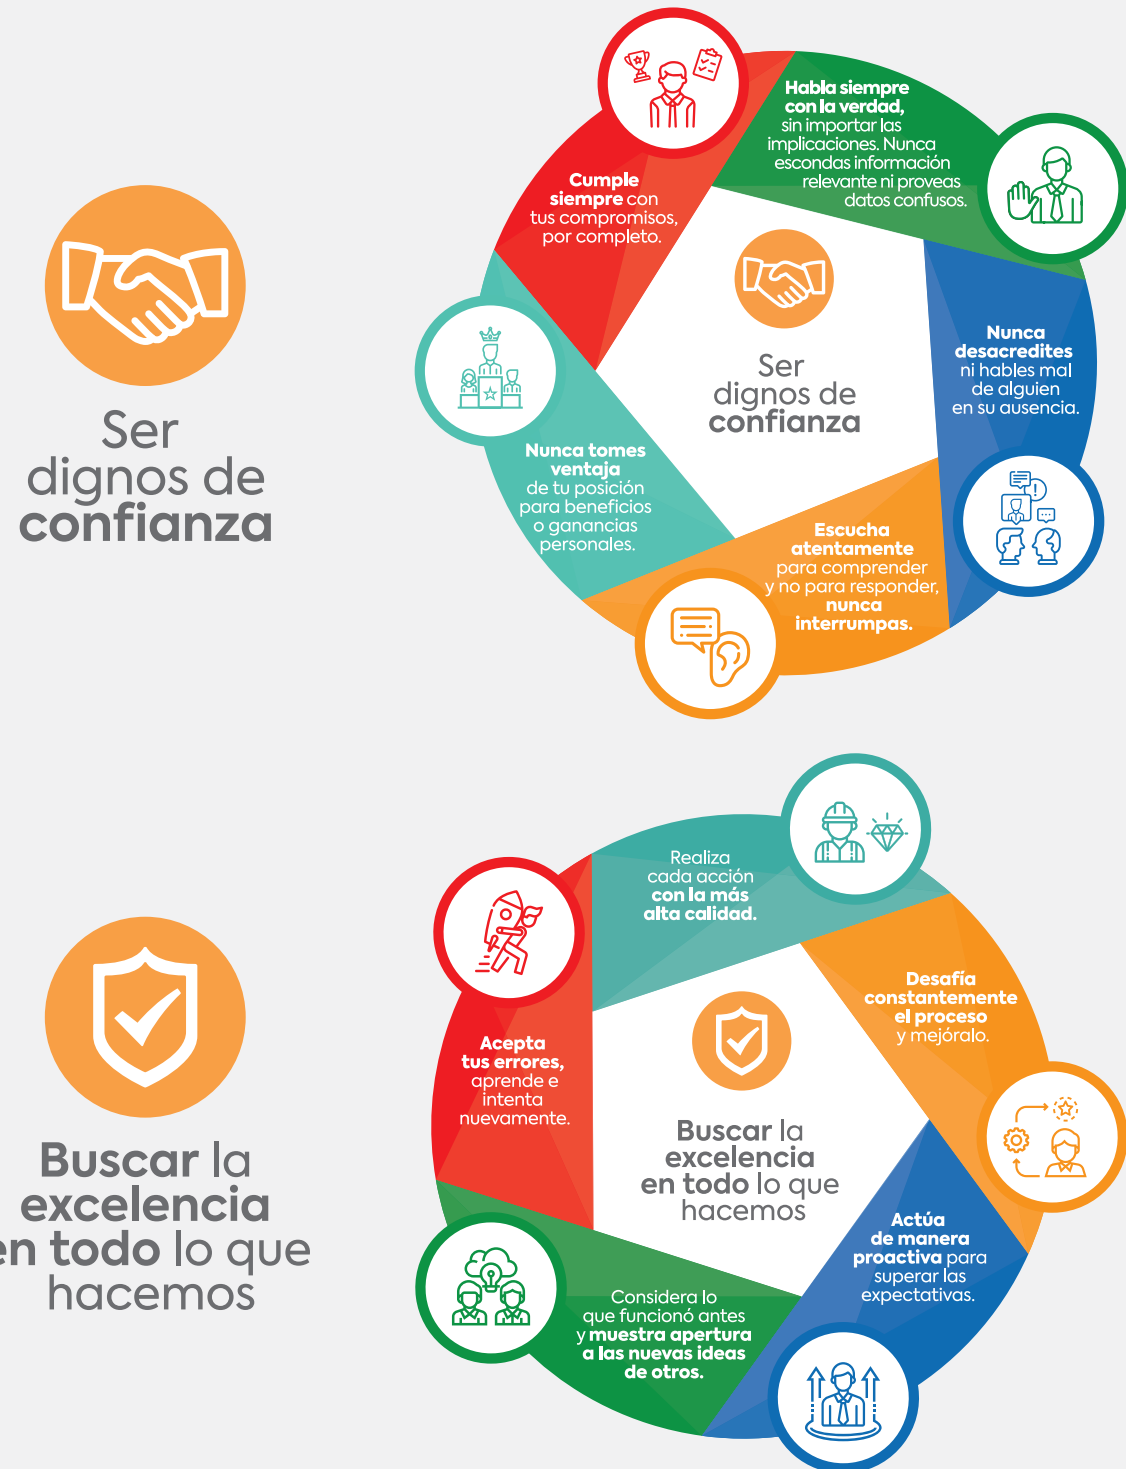 Ser
dignos de
confianza
Cumple
siempre con
tus compromisos,
por completo.
Habla siempre
con la verdad,
sin importar las
implicaciones. Nunca
escondas información
relevante ni proveas
datos confusos.
Nunca
desacredites
ni hables mal
de alguien
en su ausencia.
Escucha
atentamente
para comprender
y no para responder,
nunca
interrumpas.
Nunca tomes
ventaja
de tu posición
para beneficios
o ganancias
personales.
Ser
dignos de
confianza
Buscar la
excelencia
en todo lo que
hacemos
Realiza
cada acción
con la más
alta calidad.
Desafía
constantemente
el proceso
y mejóralo.
Actúa
de manera
proactiva para
superar las
expectativas.
Considera lo
que funcionó antes
y muestra apertura
a las nuevas ideas
de otros.
Acepta
tus errores,
aprende e
intenta
nuevamente.
Buscar la
excelencia
en todo lo que
hacemos